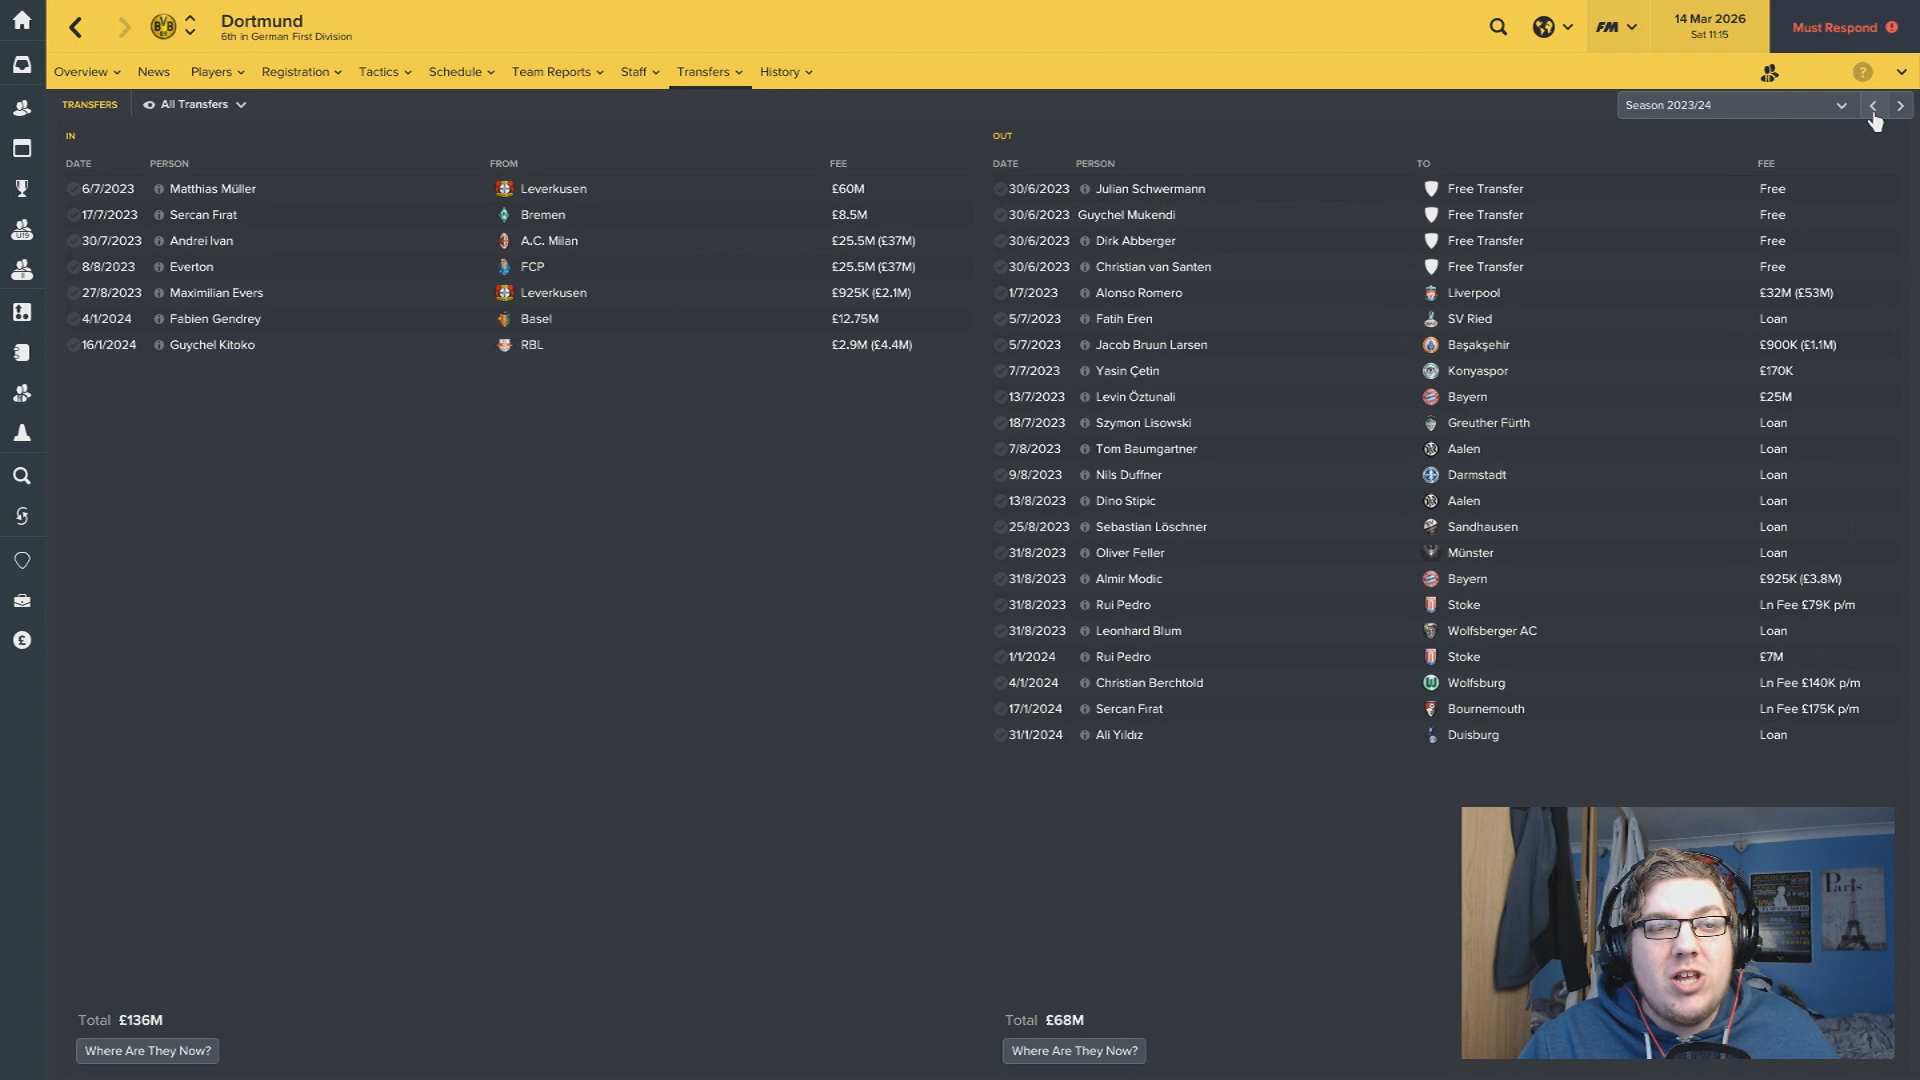 Dortmund
6th in German First Division
FM
14 Mar 2026
Sat 11:15
Must Respond
Overview
News
Players
Registration
Tactics
Schedule
Team Reports
Staff
Transfers
History
?
TRANSFERS
All Transfers
Season 2023/24
IN
DATE PERSON FROM FEE
6/7/2023 Matthias Müller Leverkusen £60M
17/7/2023 Sercan Fırat Bremen £8.5M
30/7/2023 Andrei Ivan A.C. Milan £25.5M (£37M)
8/8/2023 Everton FCP £25.5M (£37M)
27/8/2023 Maximilian Evers Leverkusen £925K (£2.1M)
4/1/2024 Fabien Gendrey Basel £12.75M
16/1/2024 Guychel Kitoko RBL £2.9M (£4.4M)
Total £136M
Where Are They Now?
OUT
DATE PERSON TO FEE
30/6/2023 Julian Schwermann Free Transfer Free
30/6/2023 Guychel Mukendi Free Transfer Free
30/6/2023 Dirk Abberger Free Transfer Free
30/6/2023 Christian van Santen Free Transfer Free
1/7/2023 Alonso Romero Liverpool £32M (£53M)
5/7/2023 Fatih Eren SV Ried Loan
5/7/2023 Jacob Bruun Larsen Başakşehir £900K (£1.1M)
7/7/2023 Yasin Çetin Konyaspor £170K
13/7/2023 Levin Öztunali Bayern £25M
18/7/2023 Szymon Lisowski Greuther Fürth Loan
7/8/2023 Tom Baumgartner Aalen Loan
9/8/2023 Nils Duffner Darmstadt Loan
13/8/2023 Dino Stipic Aalen Loan
25/8/2023 Sebastian Löschner Sandhausen Loan
31/8/2023 Oliver Feller Münster Loan
31/8/2023 Almir Modic Bayern £925K (£3.8M)
31/8/2023 Rui Pedro Stoke Ln Fee £79K p/m
31/8/2023 Leonhard Blum Wolfsberger AC Loan
1/1/2024 Rui Pedro Stoke £7M
4/1/2024 Christian Berchtold Wolfsburg Ln Fee £140K p/m
17/1/2024 Sercan Fırat Bournemouth Ln Fee £175K p/m
31/1/2024 Ali Yıldız Duisburg Loan
Total £68M
Where Are They Now?
Paris